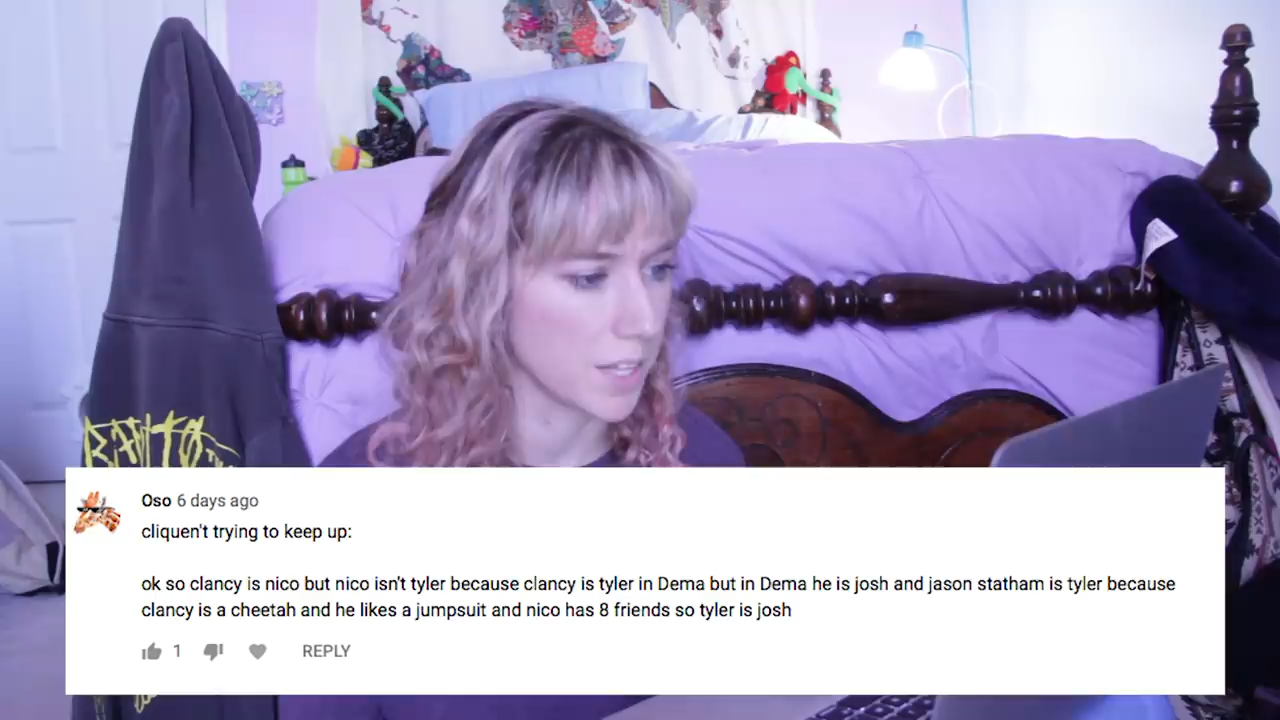 BANDITO
Oso 6 days ago
cliquen't trying to keep up:
ok so clancy is nico but nico isn't tyler because clancy is tyler in Dema but in Dema he is josh and jason statham is tyler because
clancy is a cheetah and he likes a jumpsuit and nico has 8 friends so tyler is josh
1
REPLY